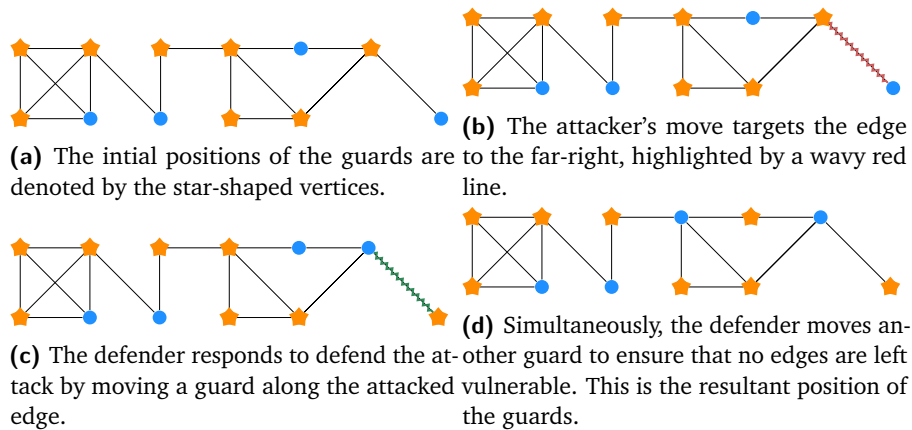 (a) The intial positions of the guards are
denoted by the star-shaped vertices.
(b) The attacker's move targets the edge
to the far-right, highlighted by a wavy red
line.
(c) The defender responds to defend the at-
tack by moving a guard along the attacked
edge.
(d) Simultaneously, the defender moves an-
other guard to ensure that no edges are left
vulnerable. This is the resultant position of
the guards.